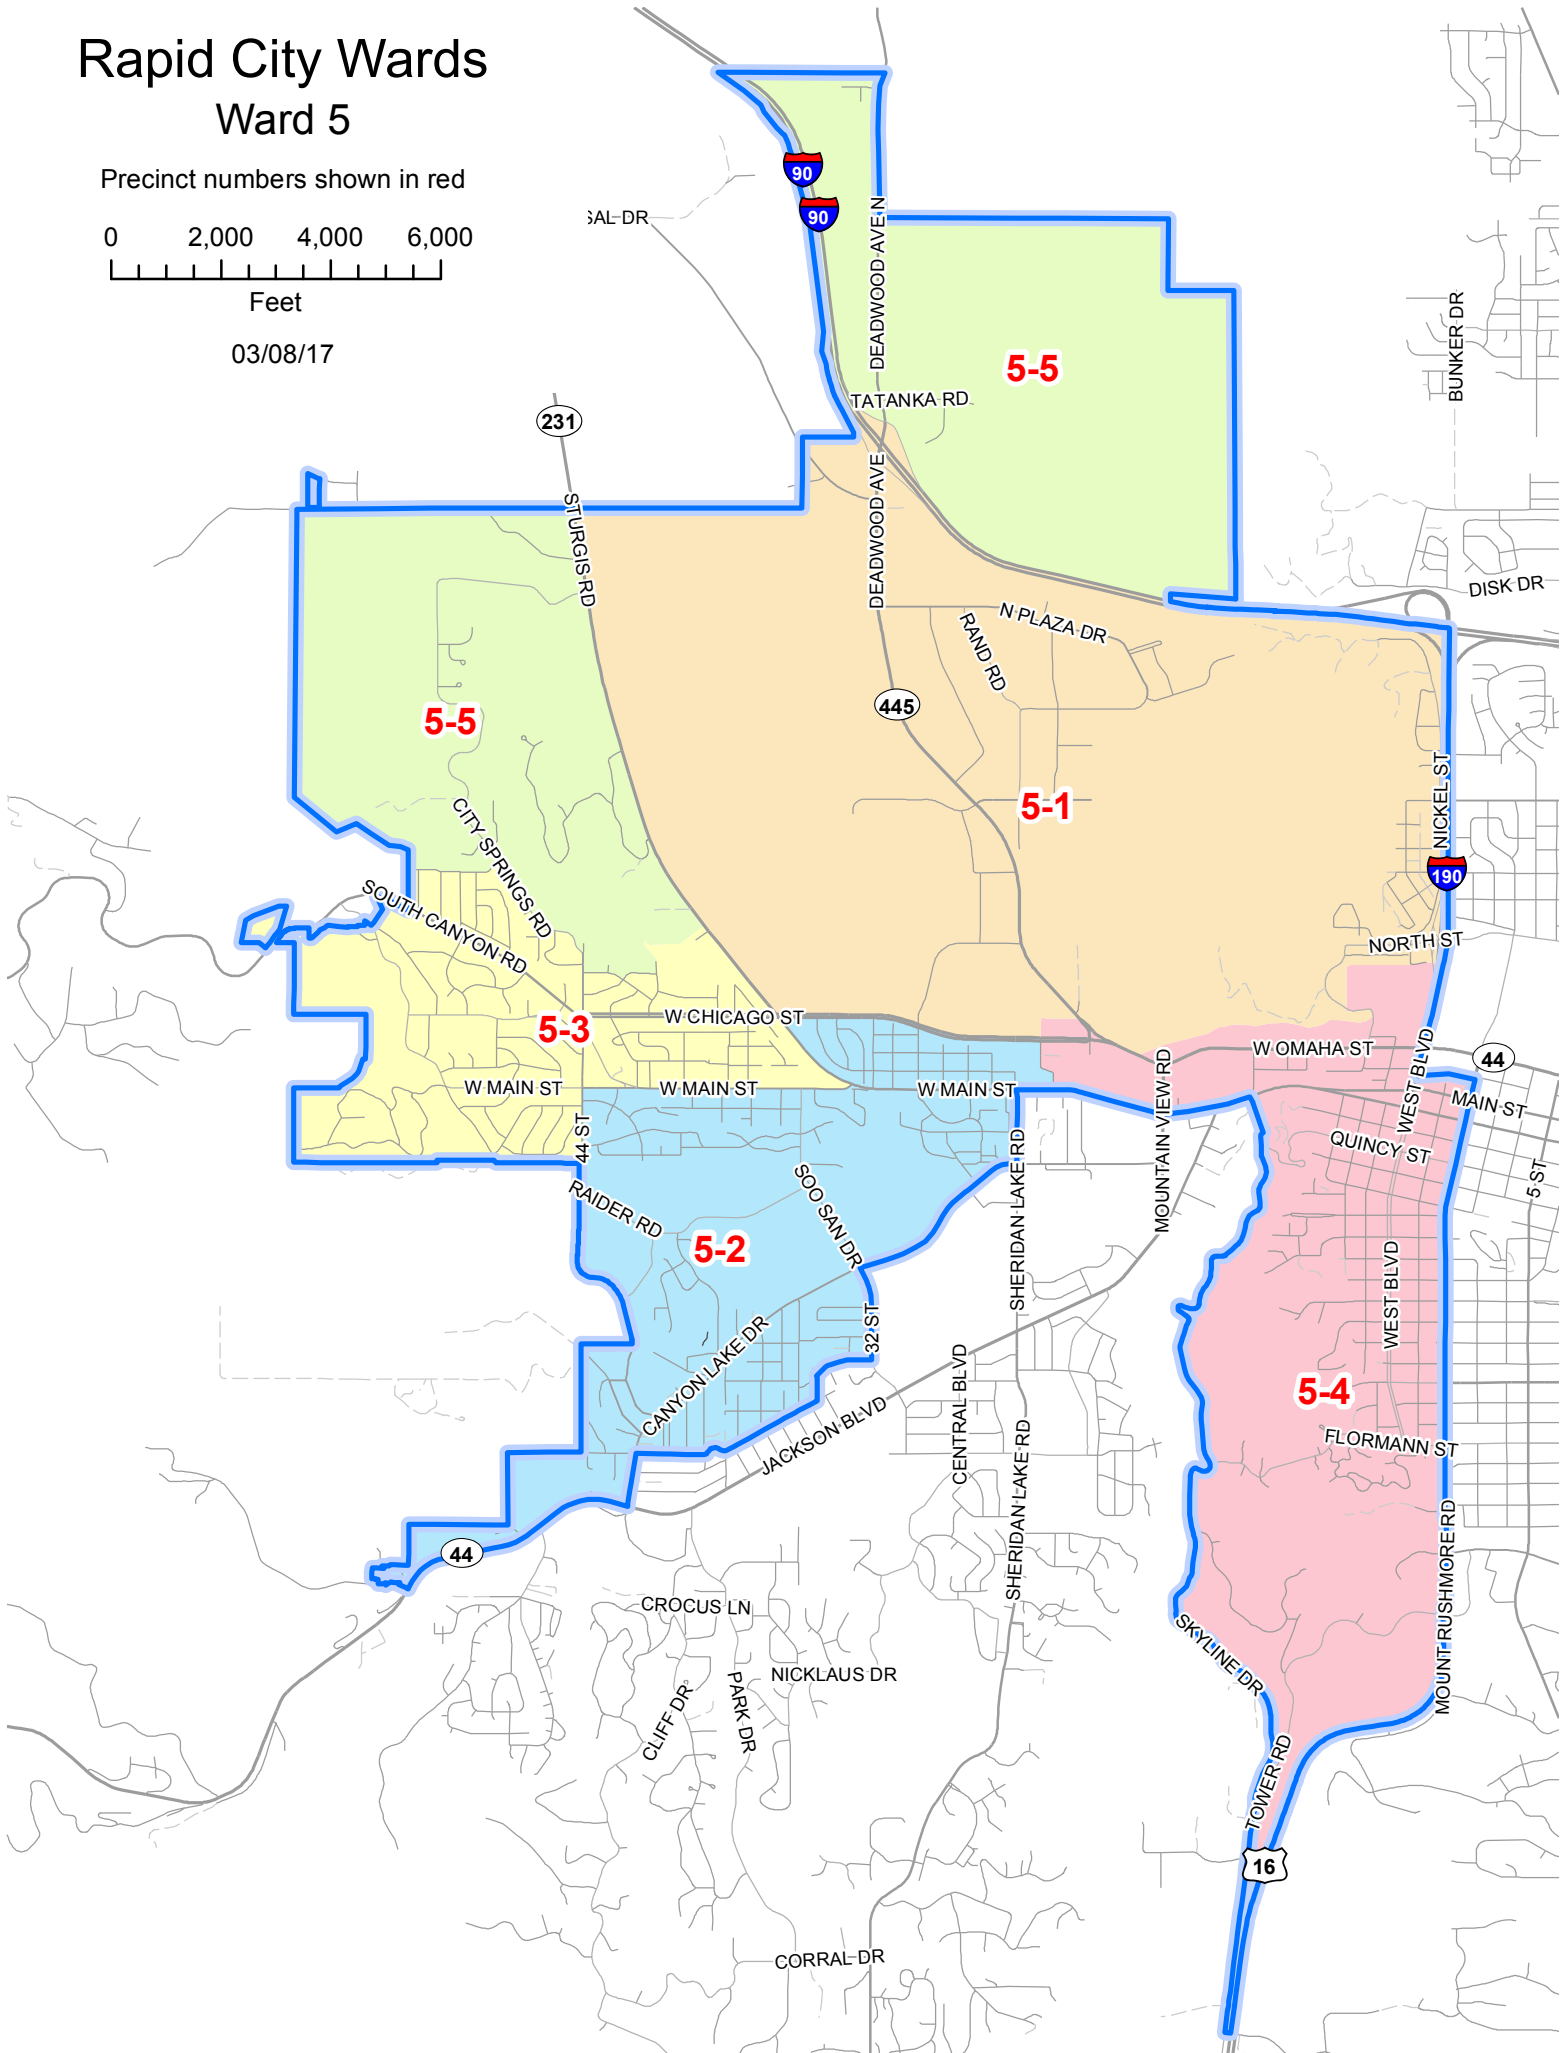 Rapid City Wards
Ward 5
Precinct numbers shown in red
0 2,000 4,000 6,000
Feet
03/08/17
90
90
SAL DR
DEADWOOD AVE N
BUNKER DR
5-5
TATANKA RD
231
STURGIS RD
DEADWOOD AVE
DISK DR
N PLAZA DR
RAND RD
445
5-5
5-1
NICKEL ST
CITY SPRINGS RD
190
SOUTH CANYON RD
NORTH ST
W CHICAGO ST
5-3
W OMAHA ST
44
WEST BLVD
MOUNTAIN VIEW RD
W MAIN ST
W MAIN ST
W MAIN ST
MAIN ST
44 ST
QUINCY ST
5 ST
SHERIDAN LAKE RD
RAIDER RD
SOO SAN DR
5-2
WEST BLVD
32 ST
CANYON LAKE DR
CENTRAL BLVD
5-4
JACKSON BLVD
FLORMANN ST
SHERIDAN LAKE RD
MOUNT RUSHMORE RD
44
CROCUS LN
SKYLINE DR
NICKLAUS DR
CLIFF DR
PARK DR
TOWER RD
16
CORRAL DR